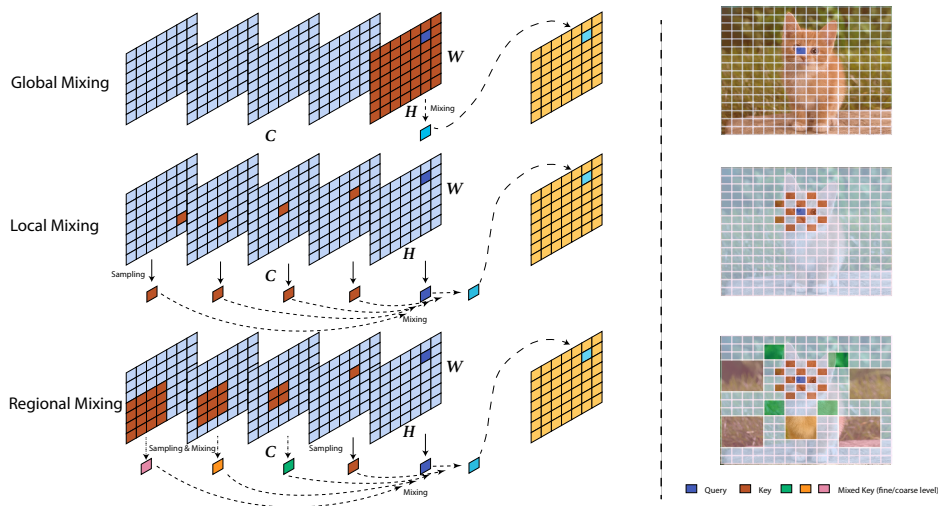 Global Mixing
W
H
Mixing
C
Local Mixing
W
H
Sampling
C
Mixing
Regional Mixing
W
H
Sampling & Mixing
C
Sampling
Mixing
Query
Key
Mixed Key (fine/coarse level)